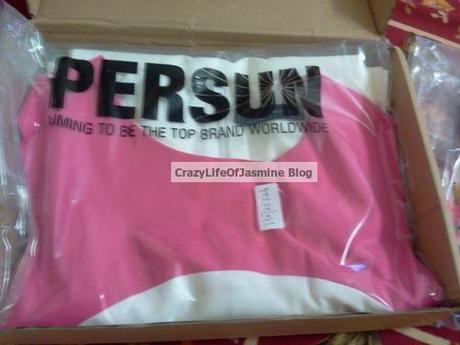 PERSUN
AIMING TO BE THE TOP BRAND WORLDWIDE
CrazyLifeOfJasmine Blog